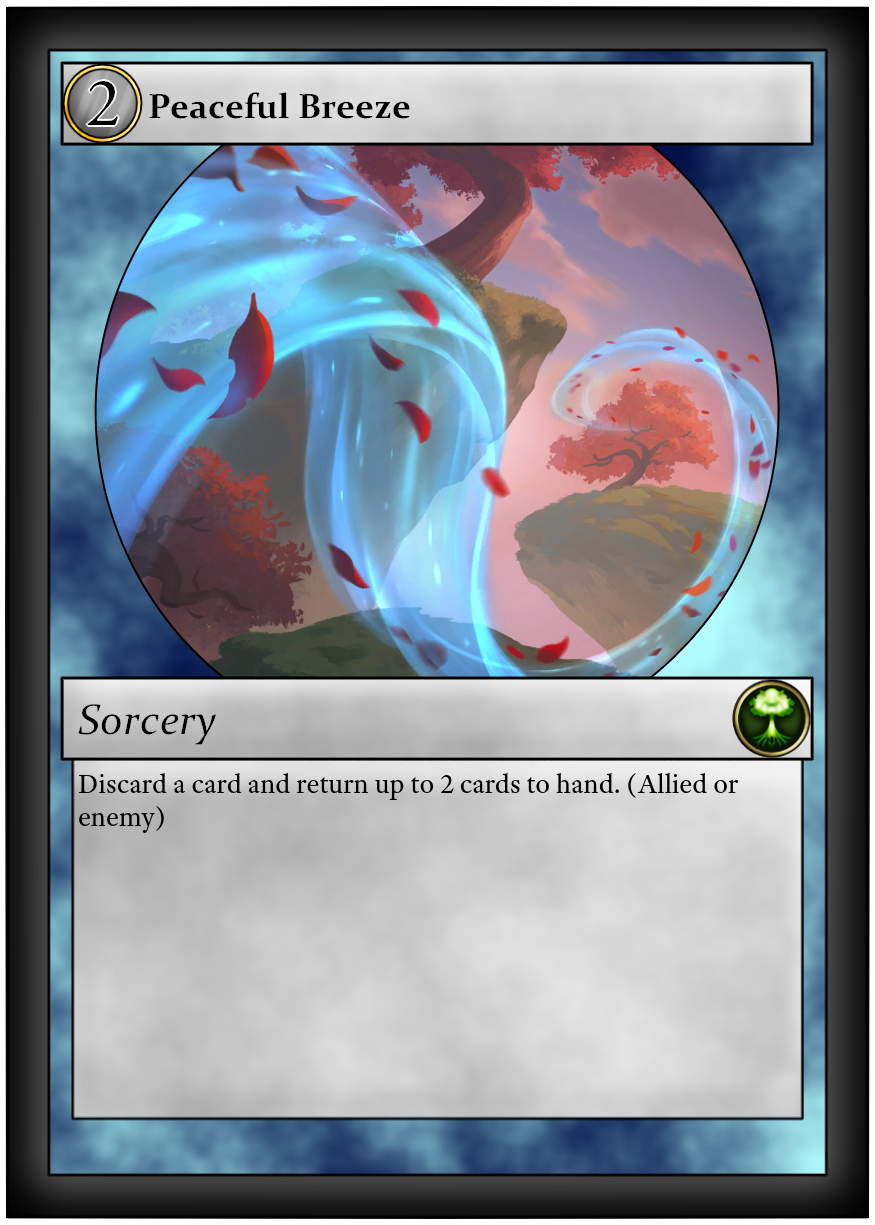 2 Peaceful Breeze
Sorcery
Discard a card and return up to 2 cards to hand. (Allied or
enemy)